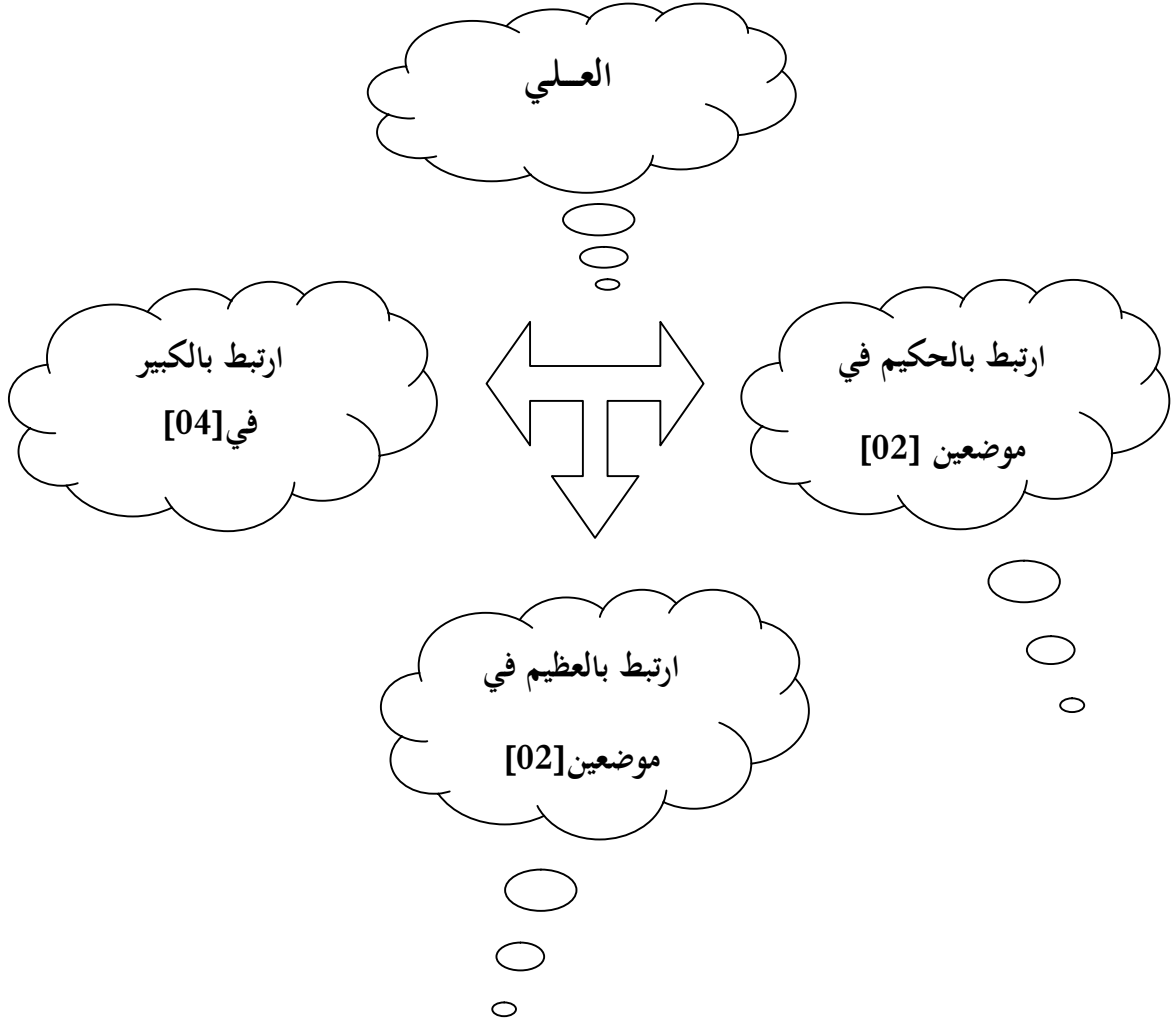 العـلي
ارتبط بالحكيم في
موضعين [02]
ارتبط بالكبير
في[04]
ارتبط بالعظيم في
موضعين[02]